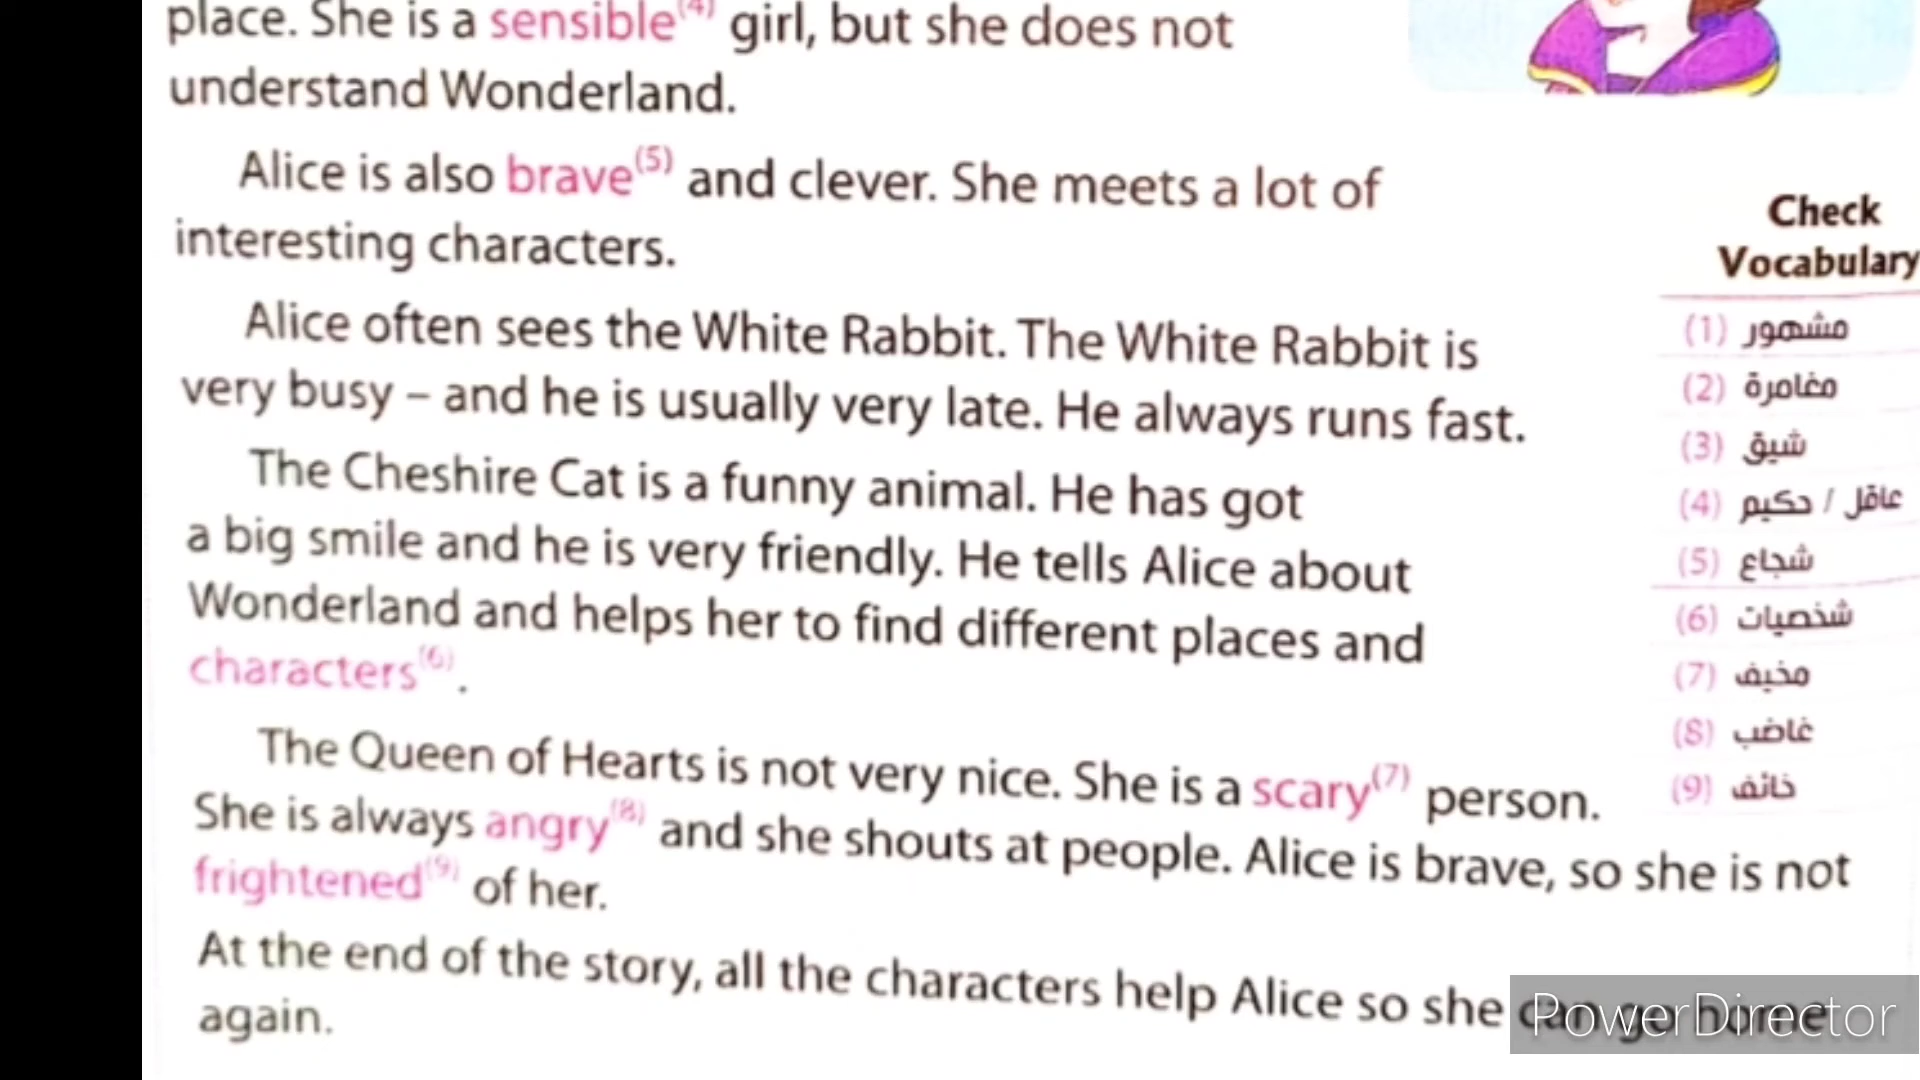 place. She is a sensible(4) girl, but she does not
understand Wonderland.
Alice is also brave(5) and clever. She meets a lot of
interesting characters.
Alice often sees the White Rabbit. The White Rabbit is
very busy – and he is usually very late. He always runs fast.
The Cheshire Cat is a funny animal. He has got
a big smile and he is very friendly. He tells Alice about
Wonderland and helps her to find different places and
characters(6).
The Queen of Hearts is not very nice. She is a scary(7) person.
She is always angry(8) and she shouts at people. Alice is brave, so she is not
frightened(9) of her.
At the end of the story, all the characters help Alice so she can go home
again.
Check
Vocabulary
(1) مشهور
(2) مغامرة
(3) شيق
(4) عاقل / حكيم
(5) شجاع
(6) شخصيات
(7) مخيف
(8) غاضب
(9) خائف
PowerDirector